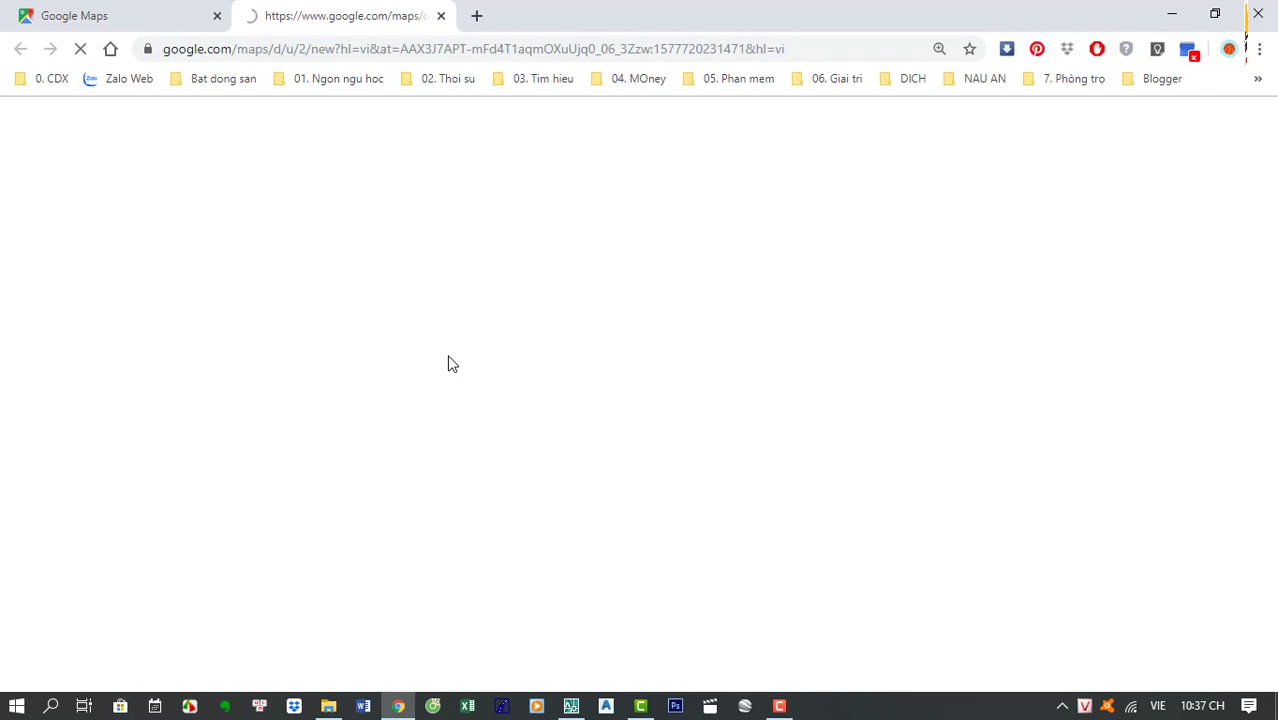 Google Maps
https://www.google.com/maps/d
google.com/maps/d/u/2/new?hl=vi&at=AAX3J7APT-mFd4T1aqmrOXuUjq0_06_3Zzw:1577720231471&hl=vi
0. CDX
Zalo Web
Bat dong san
01. Ngon ngu hoc
02. Thoi su
03. Tim hieu
04. MOney
05. Phan mem
06. Giai tri
DICH
NAU AN
7. Phòng trọ
Blogger
VIE
10:37 CH